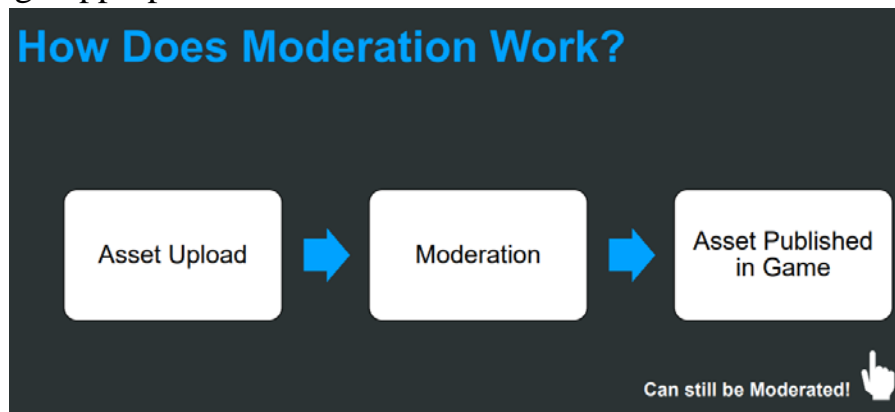 How Does Moderation Work?
Asset Upload
Moderation
Asset Published
in Game
Can still be Moderated!